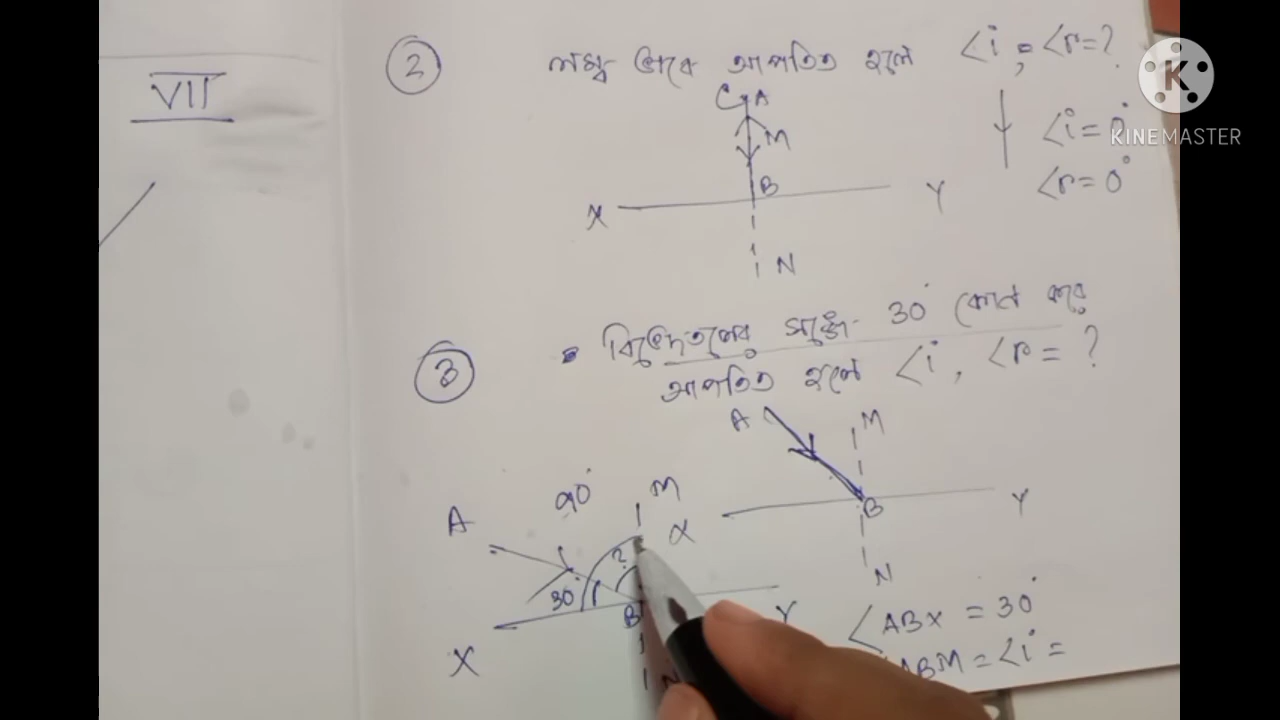 VII
2 লম্ব ভাবে আপতিত হলে <i ; <r=?
C A
M
<i = 0°
<r = 0°
B
X Y
N
3 বিভেদতলের সঙ্গে 30° কোন করে
আপতিত হলে <i, <r = ?
A M
B Y
N
90° M
A X
?
30°
B Y
X N
<ABX = 30°
<ABM = <i =
K
KINEMASTER